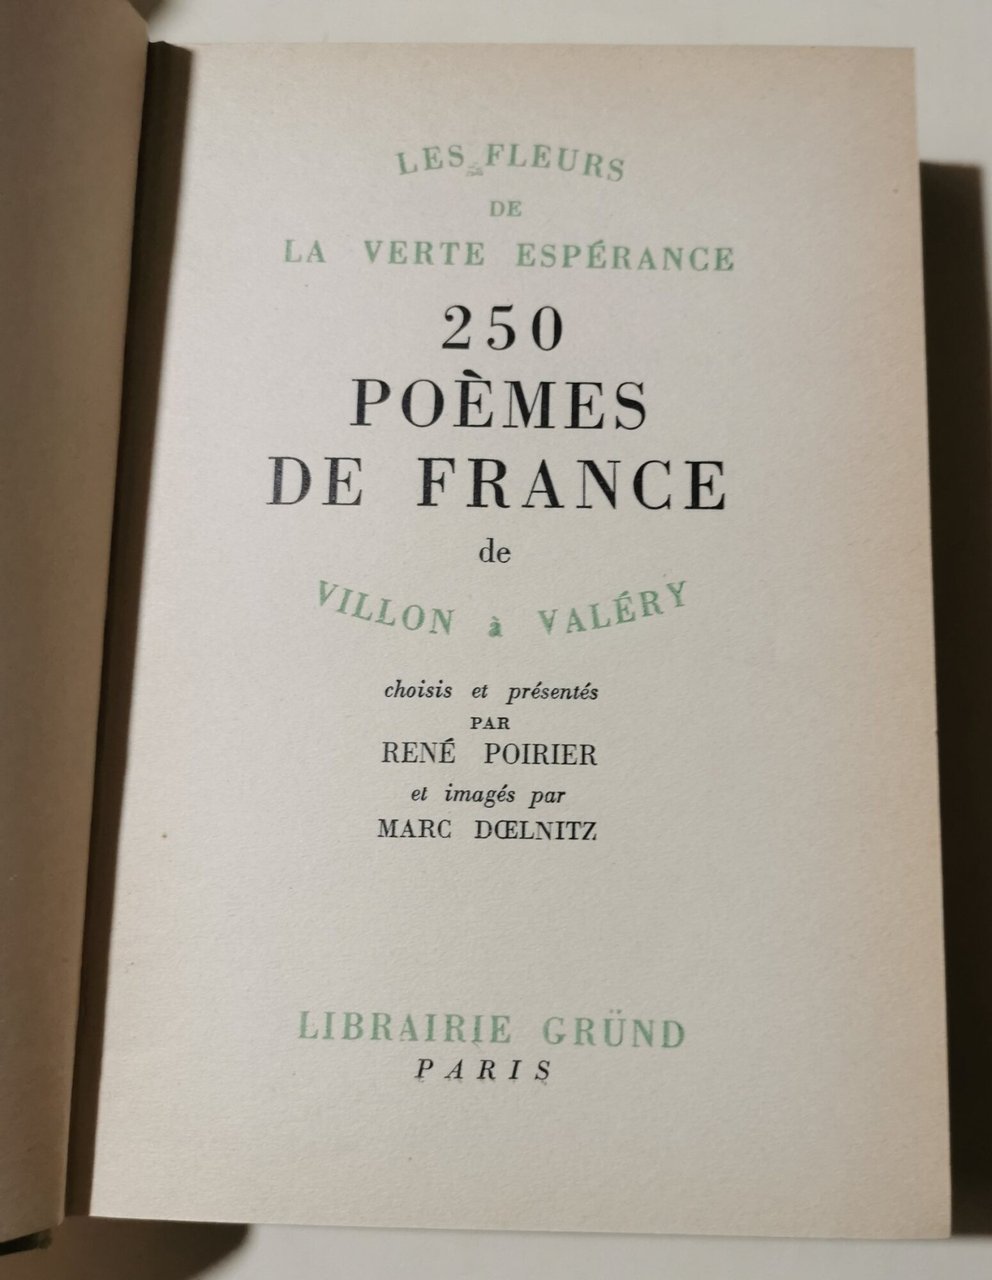 LES FLEURS
DE
LA VERTE ESPÉRANCE
250
POÈMES
DE FRANCE
de
VILLON à VALÉRY
choisis et présentés
PAR
RENÉ POIRIER
et imagés par
MARC DŒLNITZ
LIBRAIRIE GRÜND
PARIS